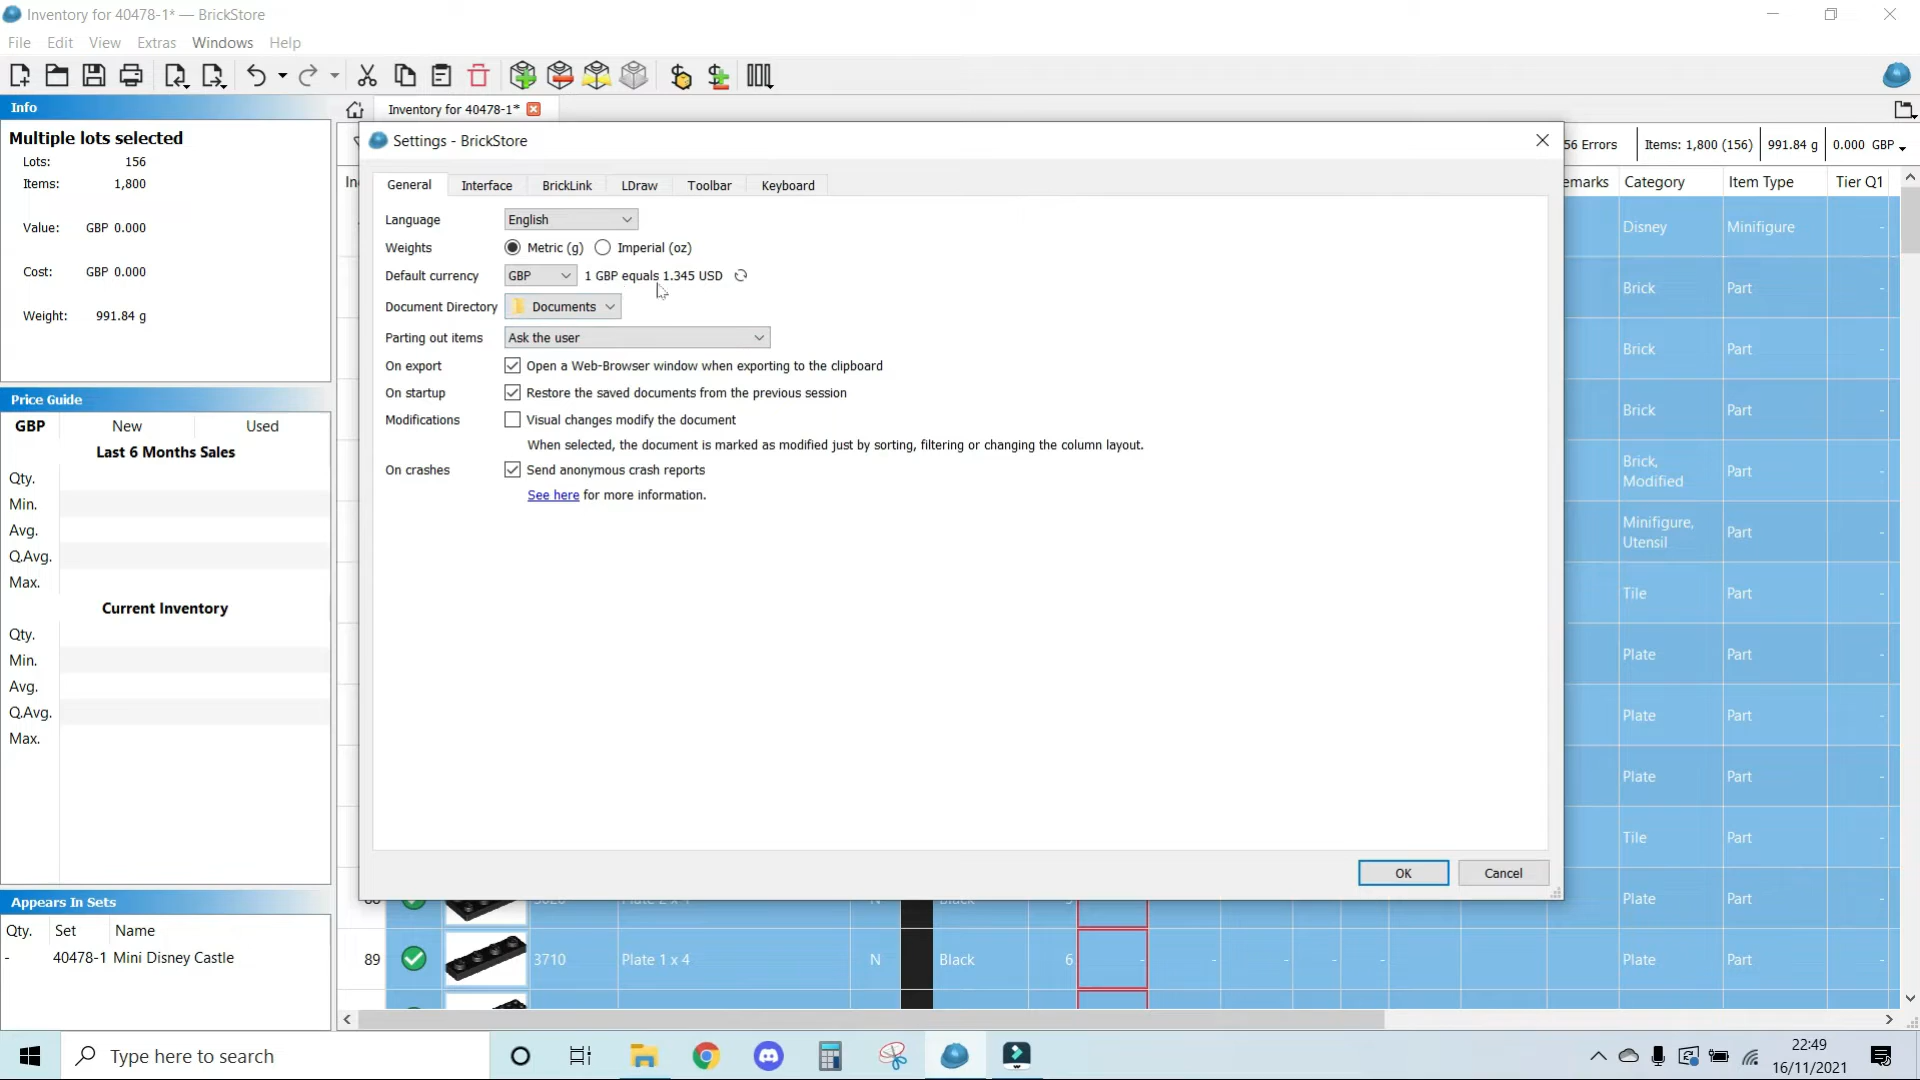 Inventory for 40478-1* — BrickStore
File Edit View Extras Windows Help
Info
Inventory for 40478-1*
Multiple lots selected
Lots: 156
Items: 1,800
Value: GBP 0.000
Cost: GBP 0.000
Weight: 991.84 g
Settings - BrickStore
56 Errors Items: 1,800 (156) 991.84 g 0.000 GBP
General Interface BrickLink LDraw Toolbar Keyboard
emarks Category Item Type Tier Q1
Language English
Weights Metric (g) Imperial (oz)
Default currency GBP 1 GBP equals 1.345 USD
Document Directory Documents
Parting out items Ask the user
On export Open a Web-Browser window when exporting to the clipboard
On startup Restore the saved documents from the previous session
Modifications Visual changes modify the document
When selected, the document is marked as modified just by sorting, filtering or changing the column layout.
On crashes Send anonymous crash reports
See here for more information.
OK Cancel
Disney Minifigure -
Brick Part -
Brick Part -
Brick Part -
Brick, Modified Part -
Minifigure, Utensil Part -
Tile Part -
Plate Part -
Plate Part -
Plate Part -
Tile Part -
Plate Part -
Price Guide
GBP New Used
Last 6 Months Sales
Qty.
Min.
Avg.
Q.Avg.
Max.
Current Inventory
Qty.
Min.
Avg.
Q.Avg.
Max.
Appears In Sets
Qty. Set Name
- 40478-1 Mini Disney Castle
89 3710 Plate 1 x 4 N Black 6 - - - - - Plate Part -
Type here to search
22:49
16/11/2021